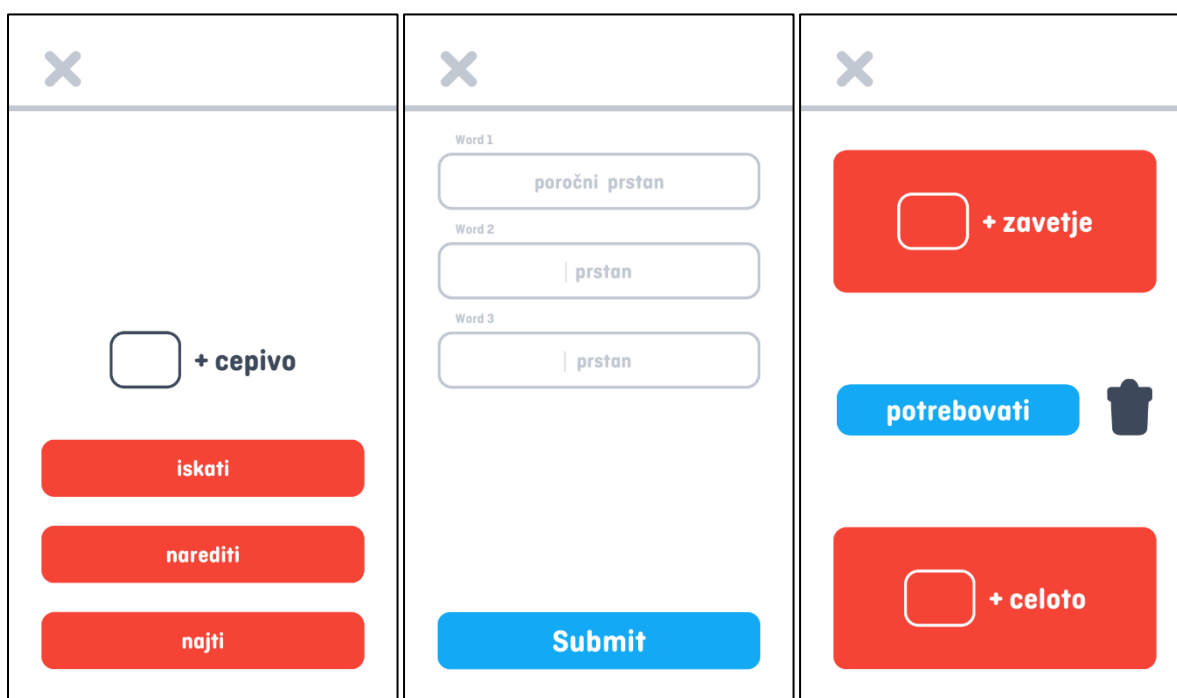 + cepivo
iskati
narediti
najti
Word 1
poročni prstan
Word 2
prstan
Word 3
prstan
Submit
+ zavetje
potrebovati
+ celoto